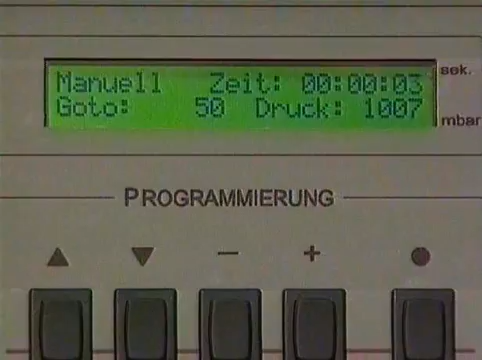 Manuell Zeit: 00:00:03
sek.
Goto: 50 Druck: 1007
mbar
PROGRAMMIERUNG
▲ ▼ − + ●